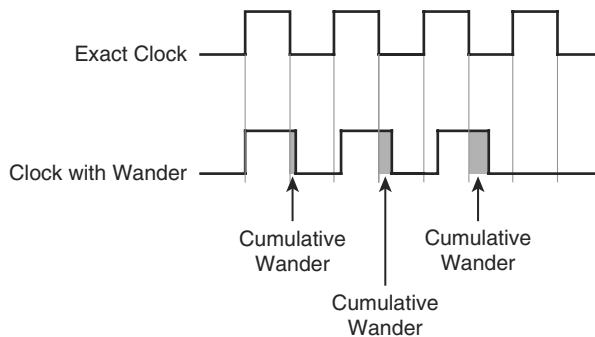 Exact Clock
Clock with Wander
Cumulative
Wander
Cumulative
Wander
Cumulative
Wander